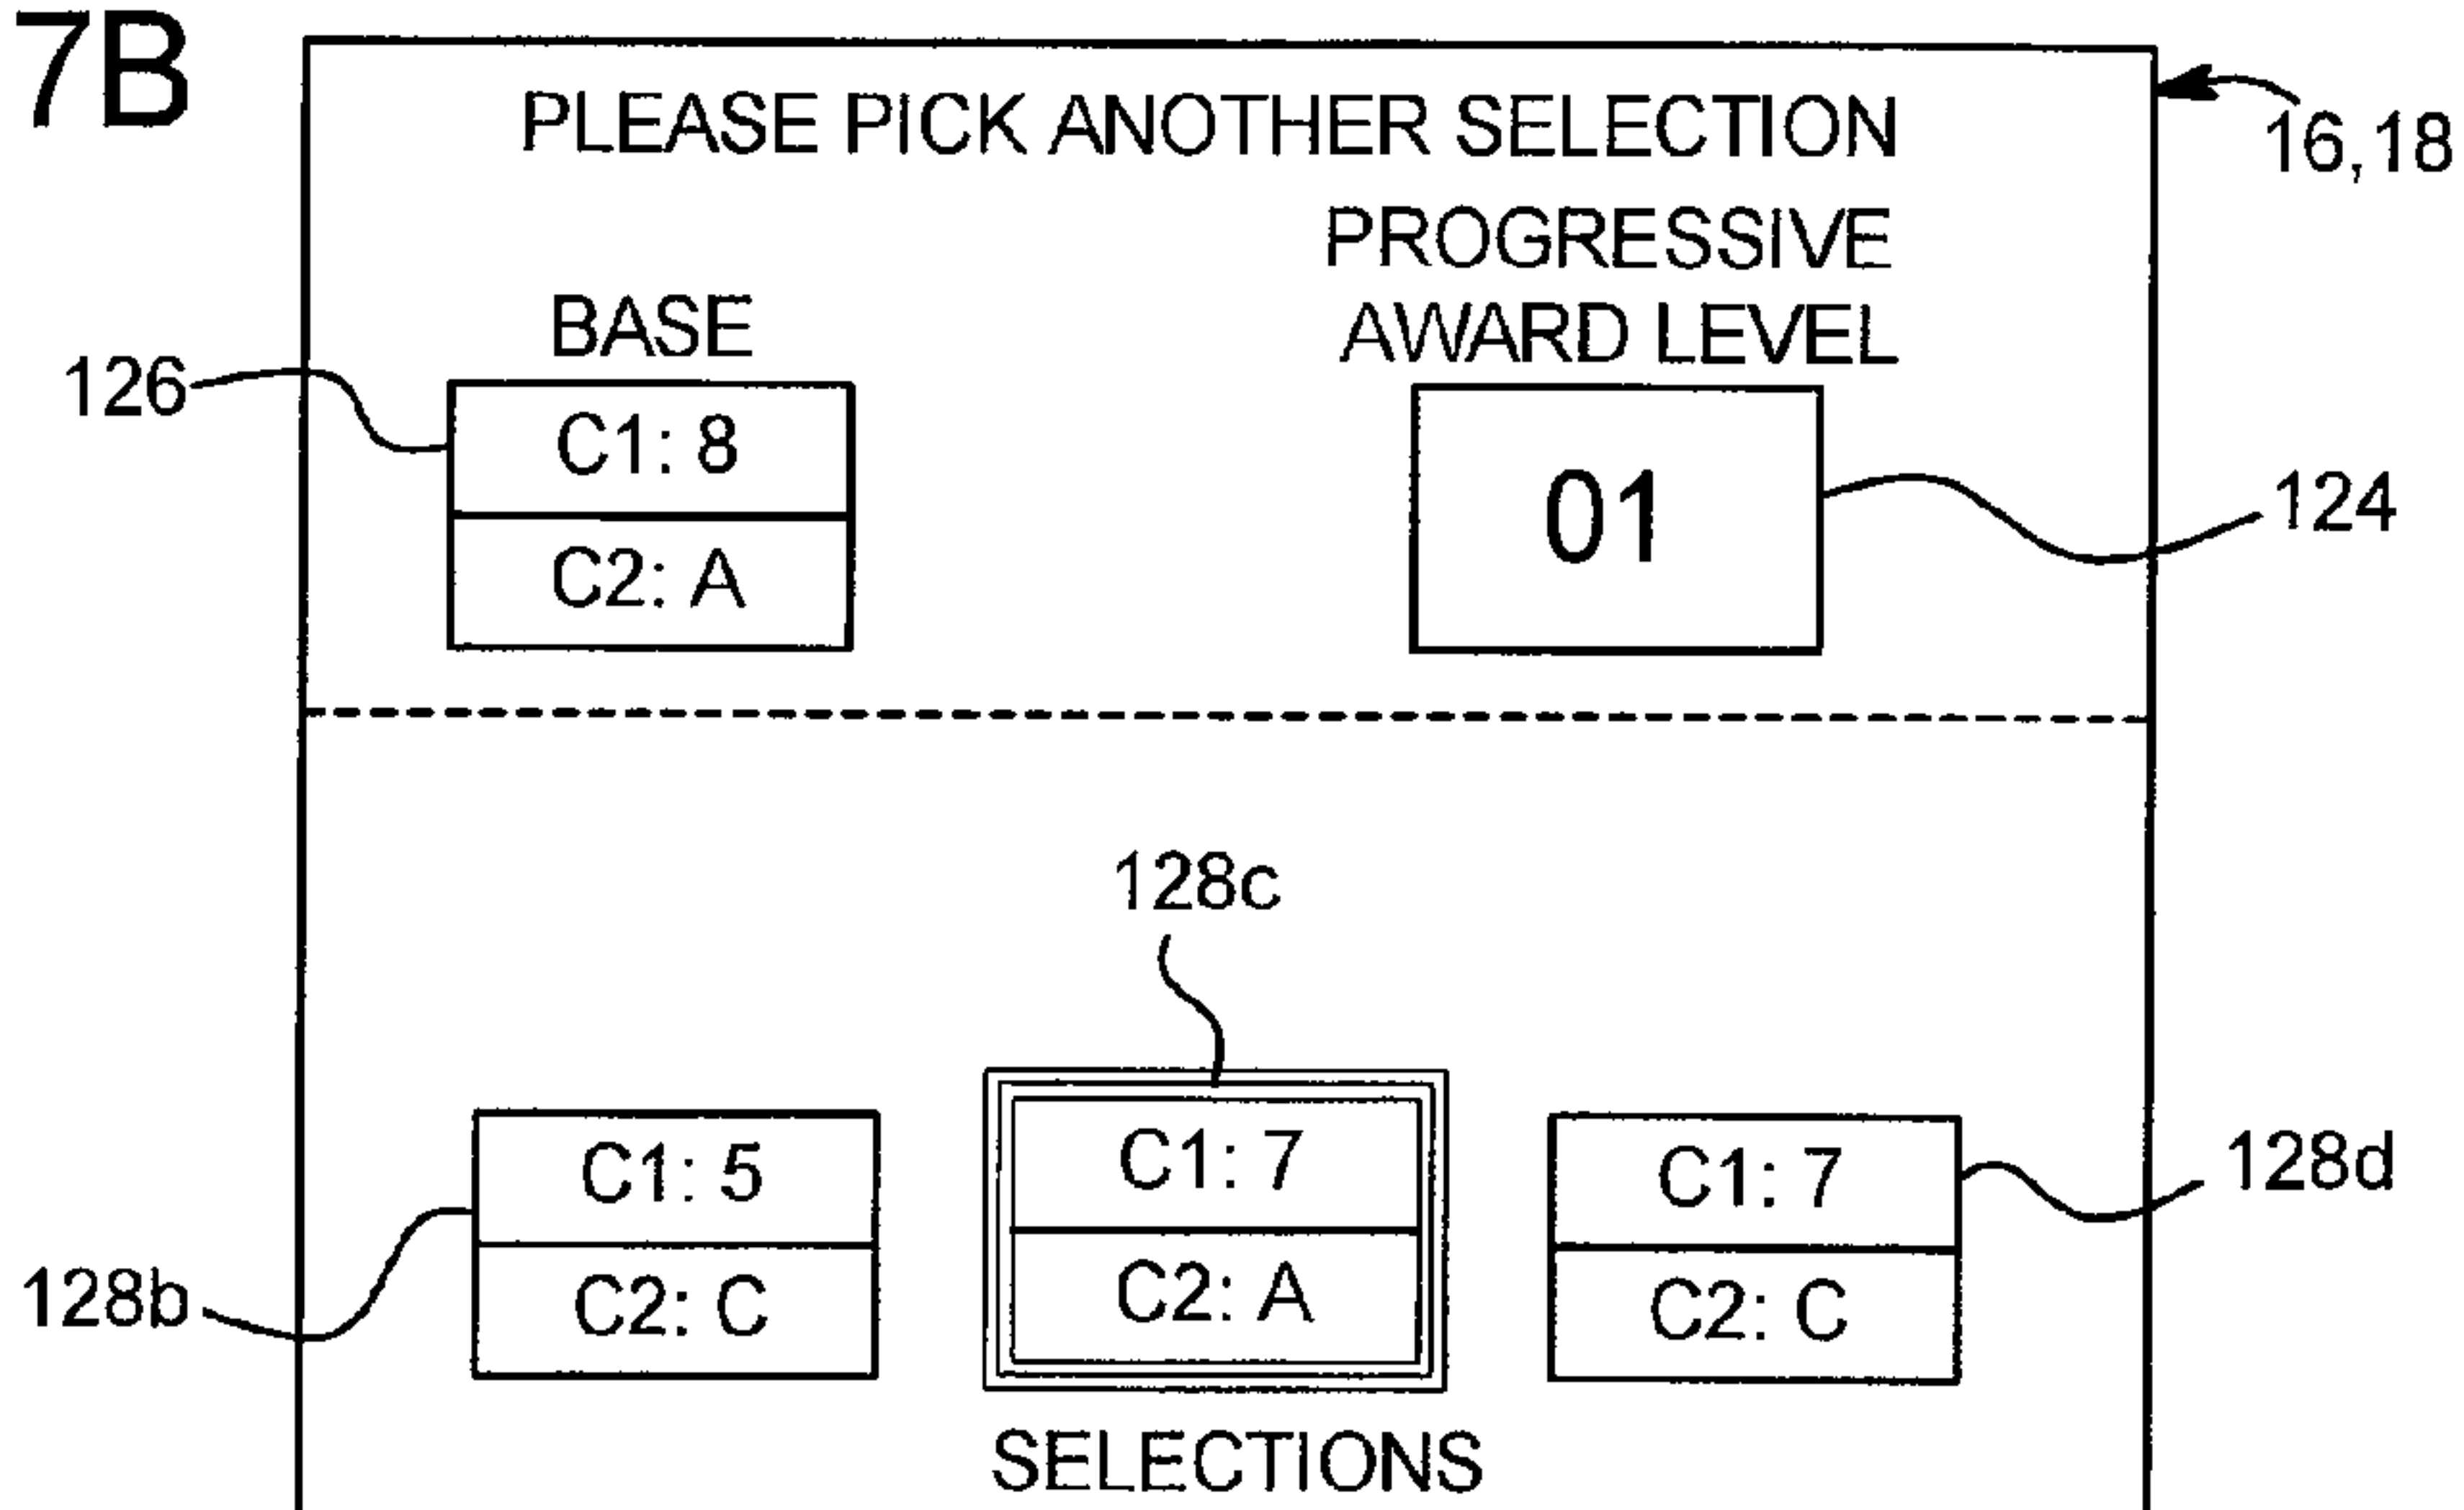 7B
PLEASE PICK ANOTHER SELECTION
16,18
PROGRESSIVE
AWARD LEVEL
BASE
126
C1: 8
C2: A
01
124
128c
C1: 5
C2: C
C1: 7
C2: A
C1: 7
C2: C
128d
128b
SELECTIONS